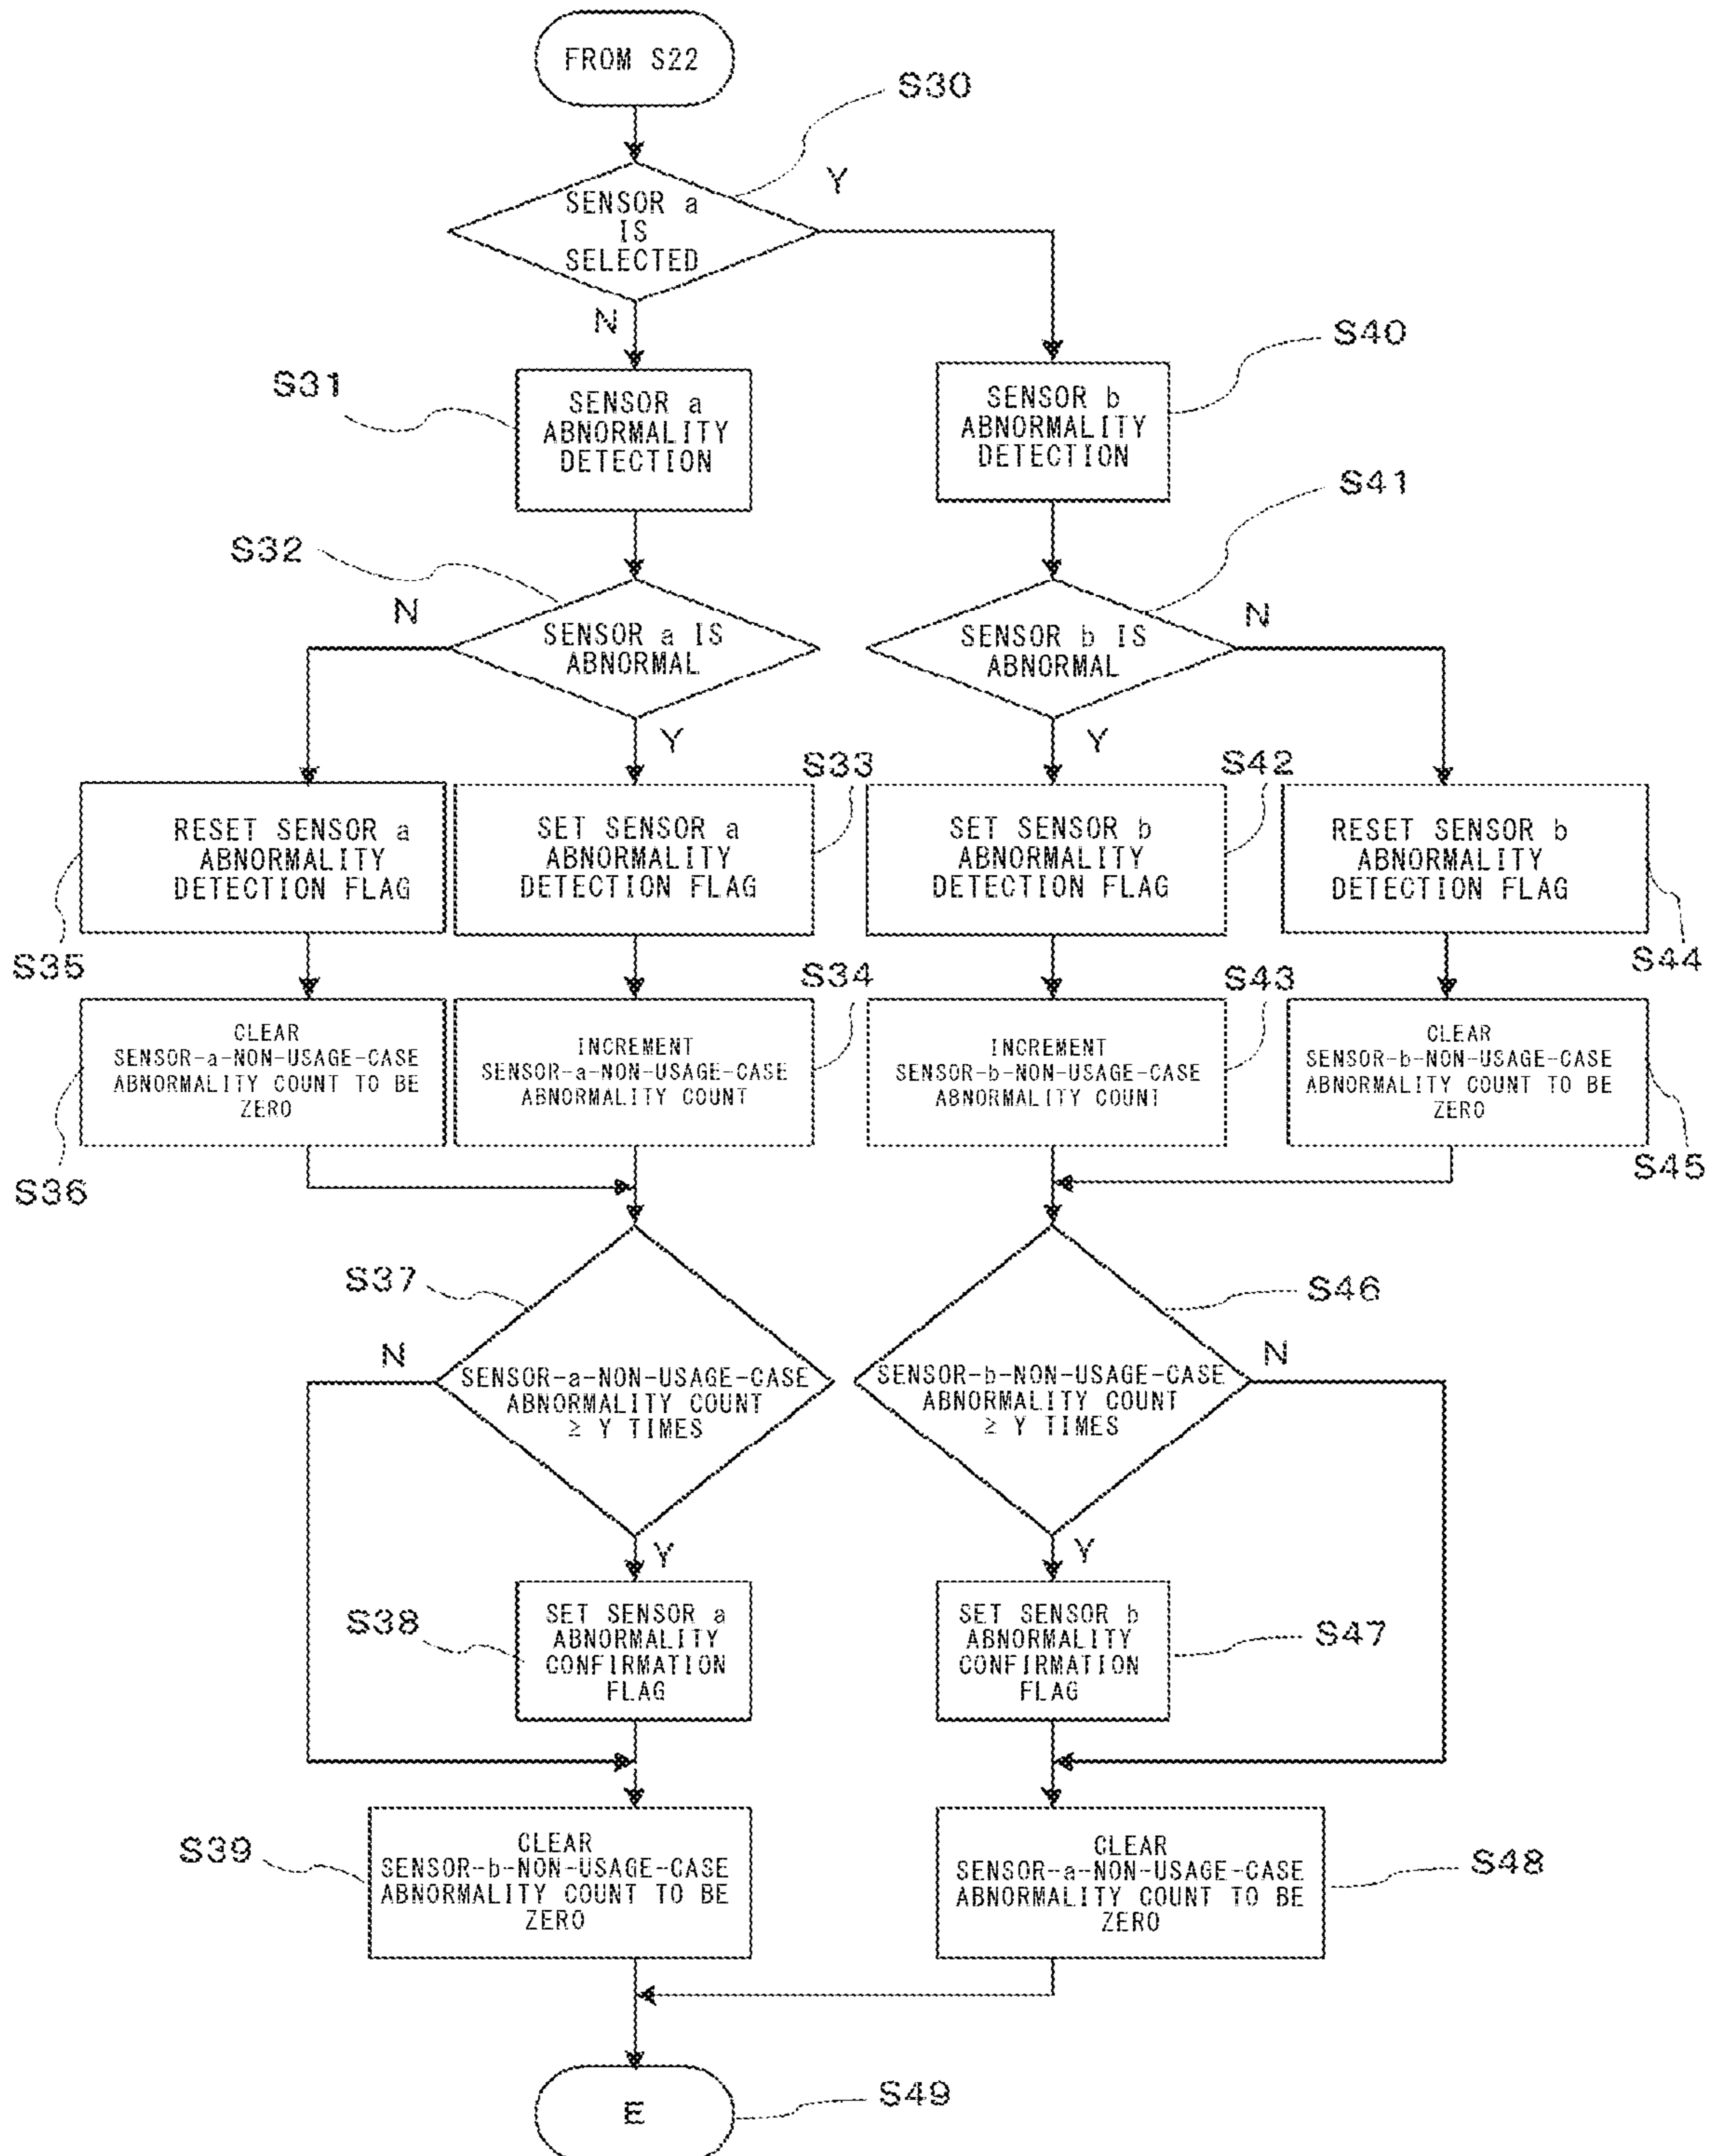 FROM S22
S30
Y
SENSOR a
IS
SELECTED
N
S31
SENSOR a
ABNORMALITY
DETECTION
S40
SENSOR b
ABNORMALITY
DETECTION
S32
N
SENSOR a IS
ABNORMAL
Y
S41
SENSOR b IS
ABNORMAL
N
Y
S33
S42
RESET SENSOR a
ABNORMALITY
DETECTION FLAG
SET SENSOR a
ABNORMALITY
DETECTION FLAG
SET SENSOR b
ABNORMALITY
DETECTION FLAG
RESET SENSOR b
ABNORMALITY
DETECTION FLAG
S35
S34
S43
S44
CLEAR
SENSOR-a-NON-USAGE-CASE
ABNORMALITY COUNT TO BE
ZERO
INCREMENT
SENSOR-a-NON-USAGE-CASE
ABNORMALITY COUNT
INCREMENT
SENSOR-b-NON-USAGE-CASE
ABNORMALITY COUNT
CLEAR
SENSOR-b-NON-USAGE-CASE
ABNORMALITY COUNT TO BE
ZERO
S36
S45
S37
N
SENSOR-a-NON-USAGE-CASE
ABNORMALITY COUNT
≥ Y TIMES
Y
S46
N
SENSOR-b-NON-USAGE-CASE
ABNORMALITY COUNT
≥ Y TIMES
Y
S38
SET SENSOR a
ABNORMALITY
CONFIRMATION
FLAG
SET SENSOR b
ABNORMALITY
CONFIRMATION
FLAG
S47
S39
CLEAR
SENSOR-b-NON-USAGE-CASE
ABNORMALITY COUNT TO BE
ZERO
CLEAR
SENSOR-a-NON-USAGE-CASE
ABNORMALITY COUNT TO BE
ZERO
S48
E
S49